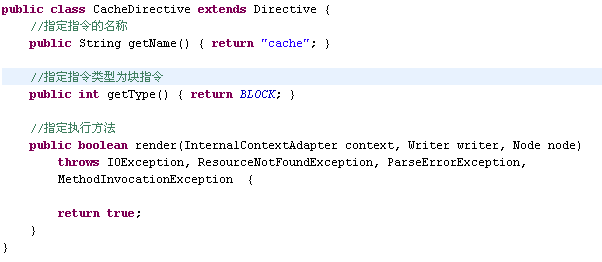 public class CacheDirective extends Directive {
    //指定指令的名称
    public String getName() { return "cache"; }
    //指定指令类型为块指令
    public int getType() { return BLOCK; }
    //指定执行方法
    public boolean render(InternalContextAdapter context, Writer writer, Node node)
        throws IOException, ResourceNotFoundException, ParseErrorException,
        MethodInvocationException  {
        return true;
    }
}